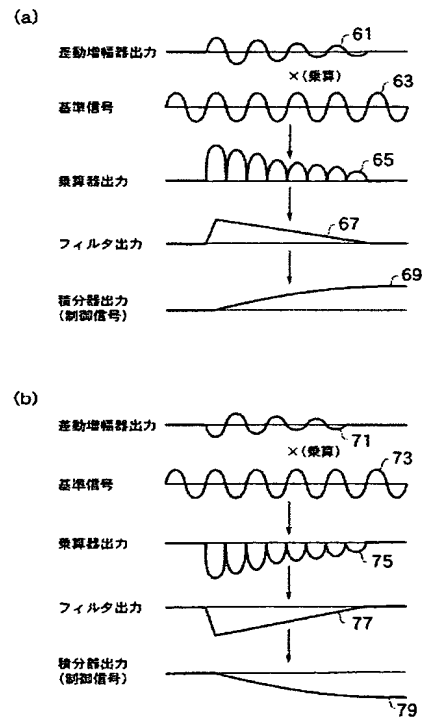 (a)
差動増幅器出力
61
×(乗算)
基準信号
63
乗算器出力
65
フィルタ出力
67
積分器出力
(制御信号)
69
(b)
差動増幅器出力
71
×(乗算)
基準信号
73
乗算器出力
75
フィルタ出力
77
積分器出力
(制御信号)
79